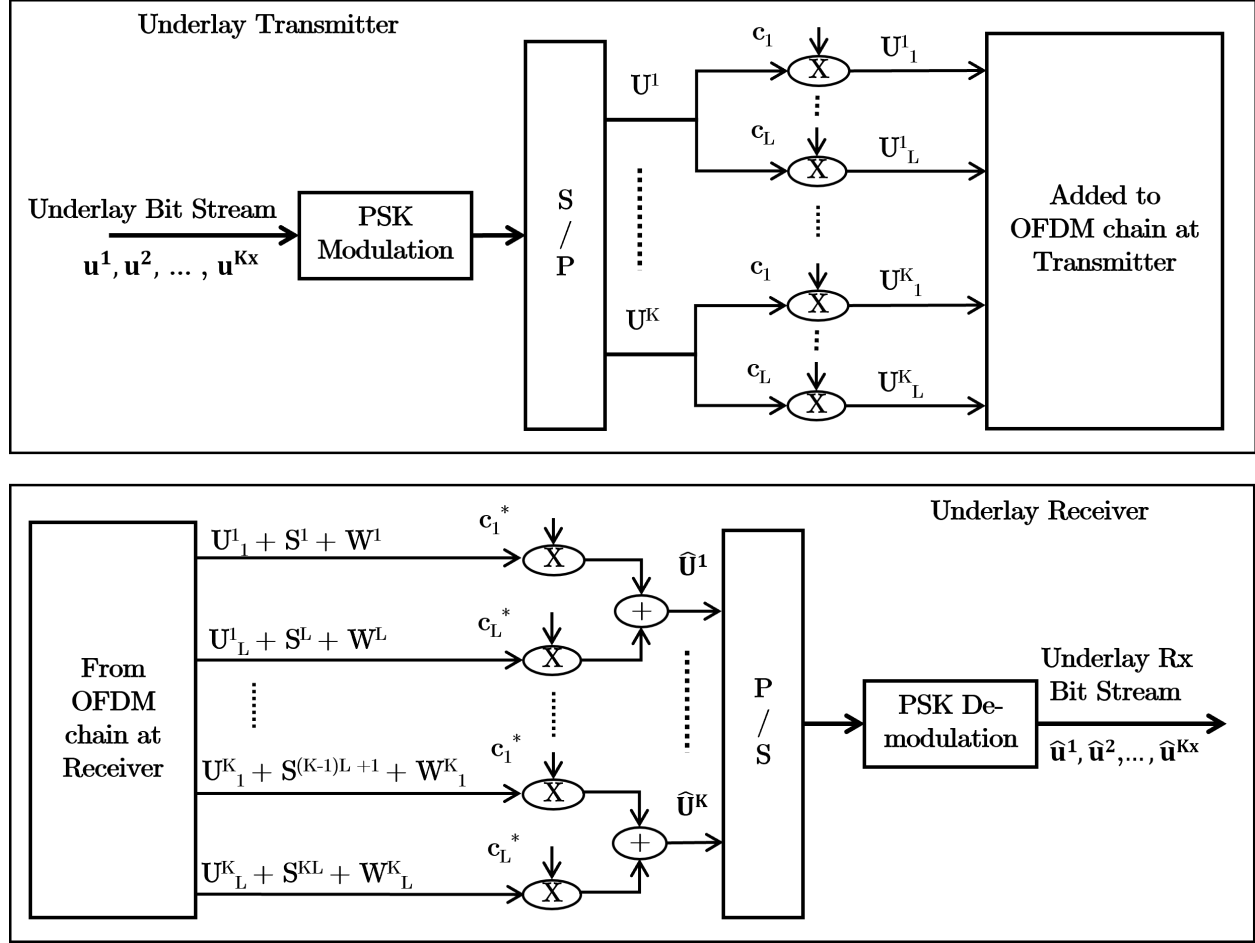 Underlay Transmitter
c₁
U¹₁
X
U¹
c_L
U¹_L
X
Underlay Bit Stream
PSK
Modulation
u¹, u², … , u^Kx
S
/
P
Added to
OFDM chain at
Transmitter
c₁
U^K₁
X
U^K
c_L
U^K_L
X
Underlay Receiver
U¹₁ + S¹ + W¹
c₁*
X
Û¹
+
U¹_L + S^L + W^L
c_L*
X
From
OFDM
chain at
Receiver
P
/
S
PSK De-
modulation
Underlay Rx
Bit Stream
û¹, û²,…, û^Kx
U^K₁ + S^(K-1)L +1 + W^K₁
c₁*
X
Û^K
+
U^K_L + S^KL + W^K_L
c_L*
X